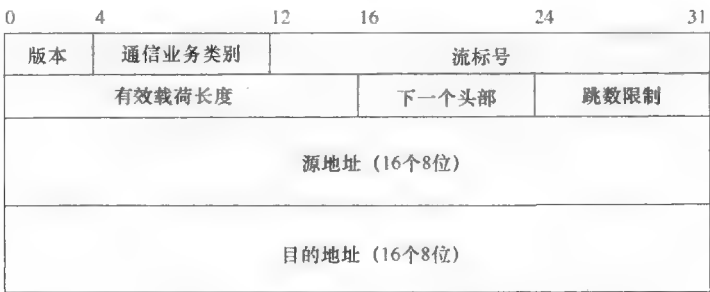 0 4 12 16 24 31
版本 通信业务类别 流标号
有效载荷长度 下一个头部 跳数限制
源地址（16个8位）
目的地址（16个8位）